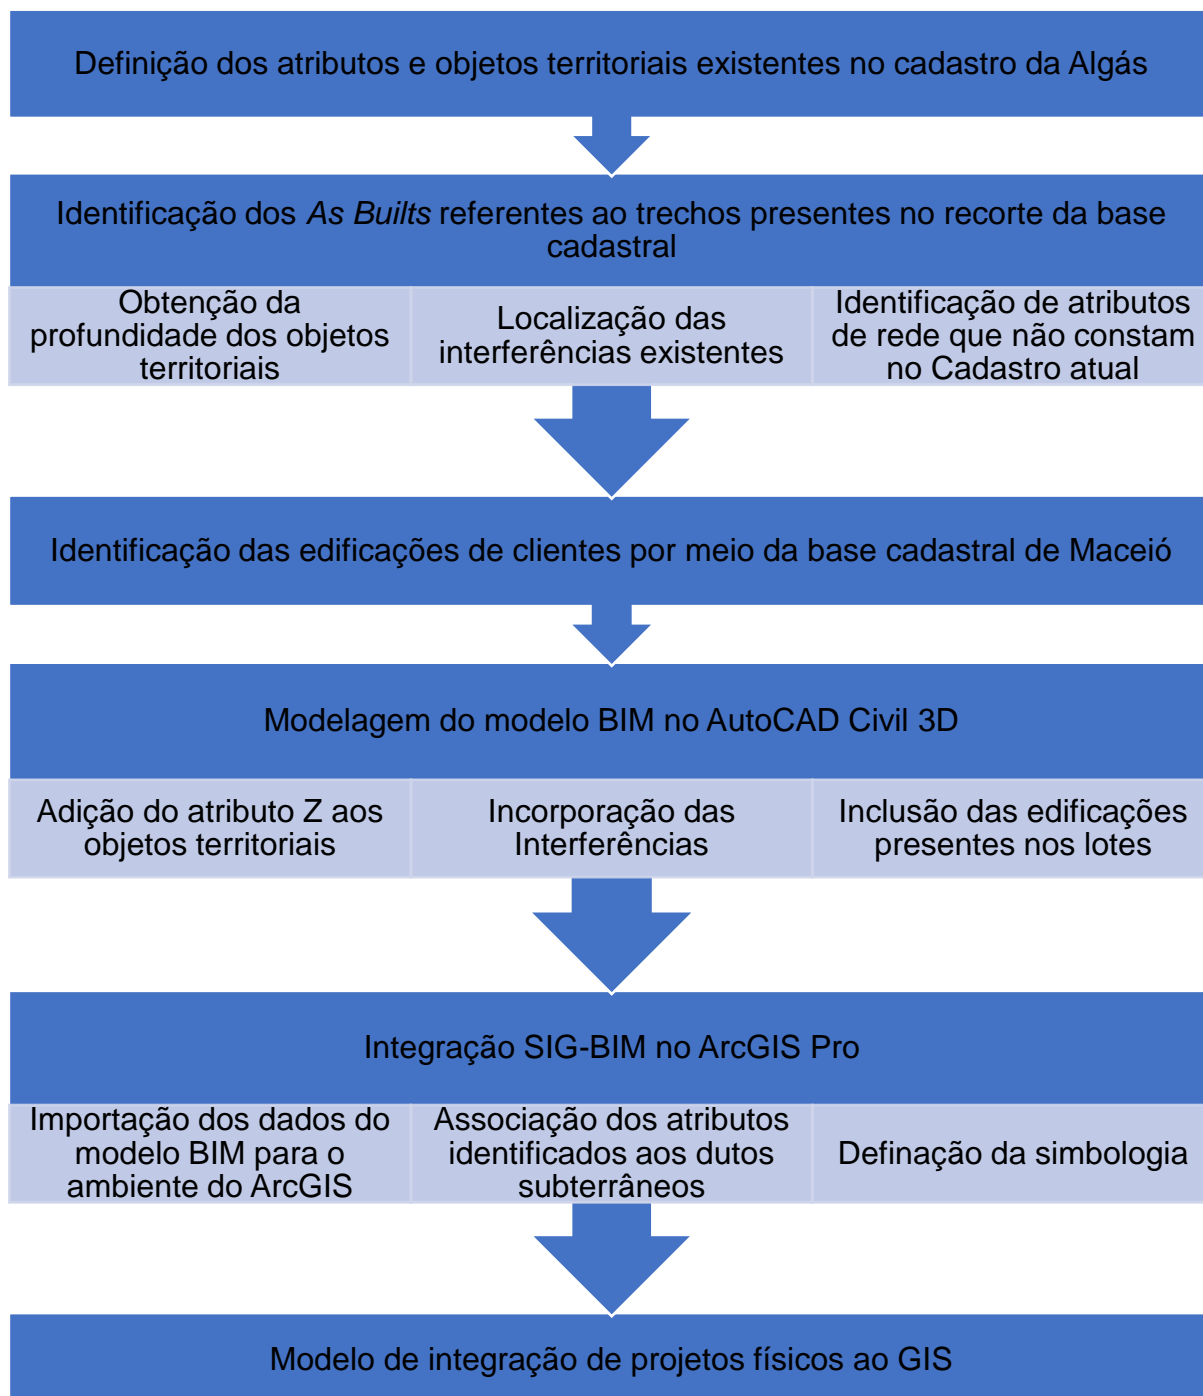 Definição dos atributos e objetos territoriais existentes no cadastro da Algás
Identificação dos As Builts referentes ao trechos presentes no recorte da base
cadastral
Obtenção da
profundidade dos objetos
territoriais
Localização das
interferências existentes
Identificação de atributos
de rede que não constam
no Cadastro atual
Identificação das edificações de clientes por meio da base cadastral de Maceió
Modelagem do modelo BIM no AutoCAD Civil 3D
Adição do atributo Z aos
objetos territoriais
Incorporação das
Interferências
Inclusão das edificações
presentes nos lotes
Integração SIG-BIM no ArcGIS Pro
Importação dos dados do
modelo BIM para o
ambiente do ArcGIS
Associação dos atributos
identificados aos dutos
subterrâneos
Definação da simbologia
Modelo de integração de projetos físicos ao GIS